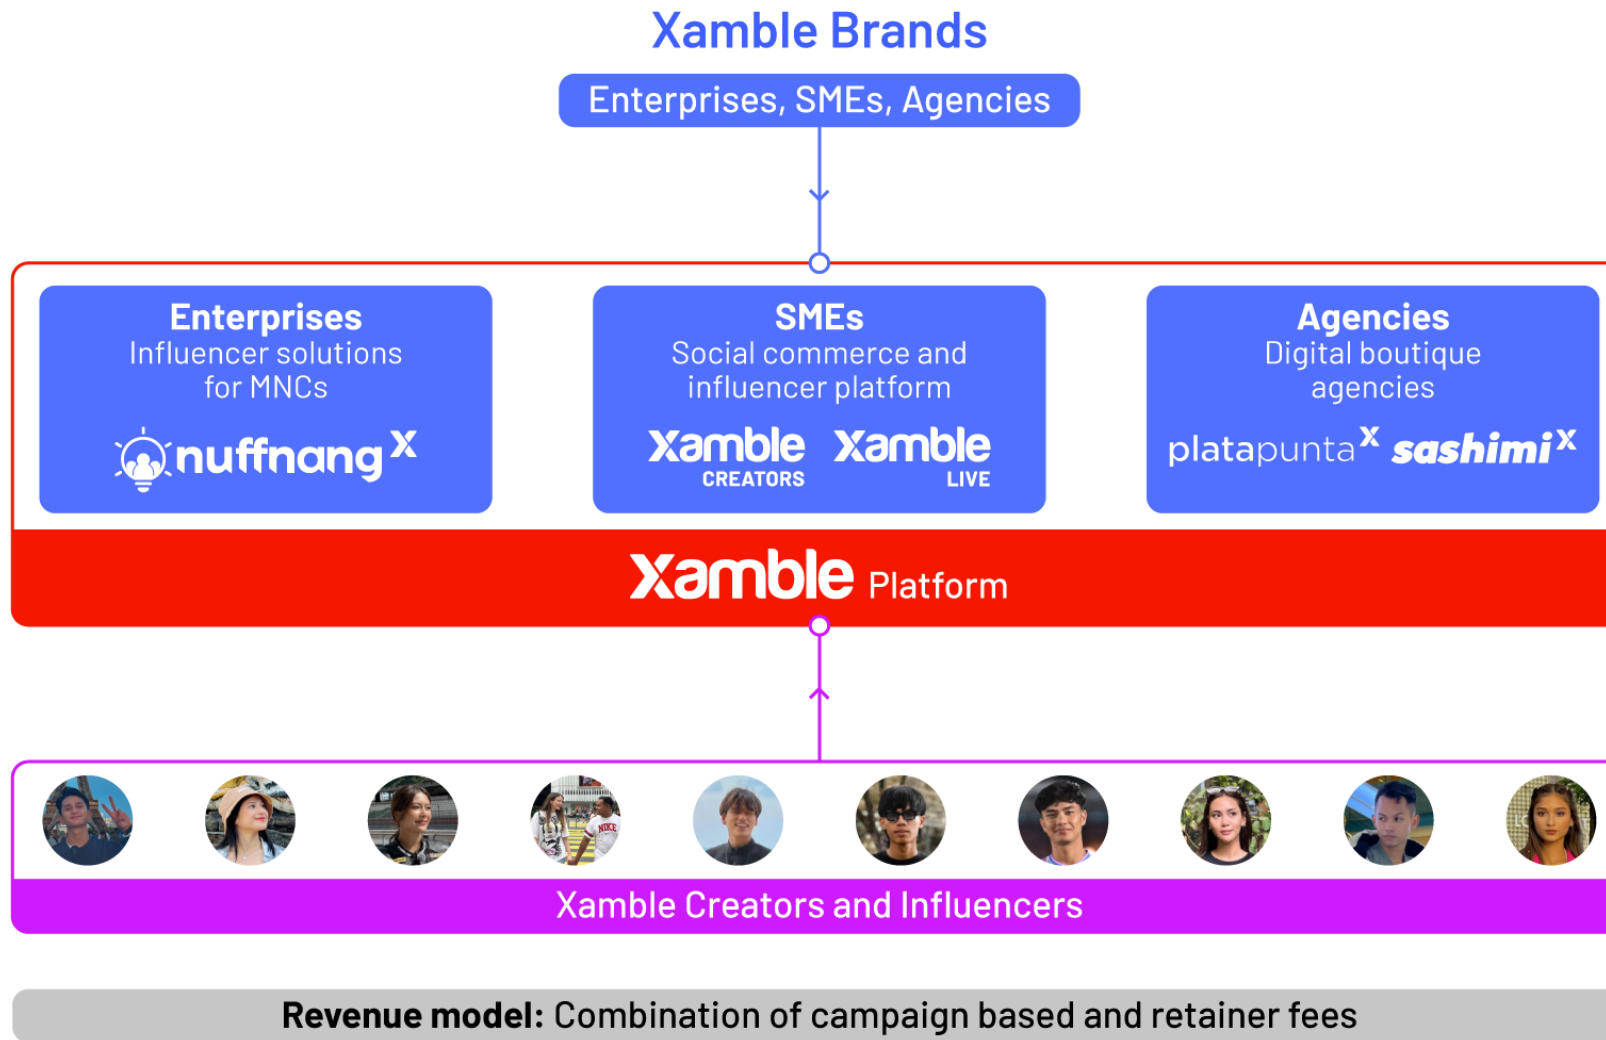 Xamble Brands
Enterprises, SMEs, Agencies
Enterprises
Influencer solutions
for MNCs
nuffnang X
SMEs
Social commerce and
influencer platform
Xamble CREATORS
Xamble LIVE
Agencies
Digital boutique
agencies
platapunta X sashimi X
Xamble Platform
NIKE
Xamble Creators and Influencers
Revenue model: Combination of campaign based and retainer fees